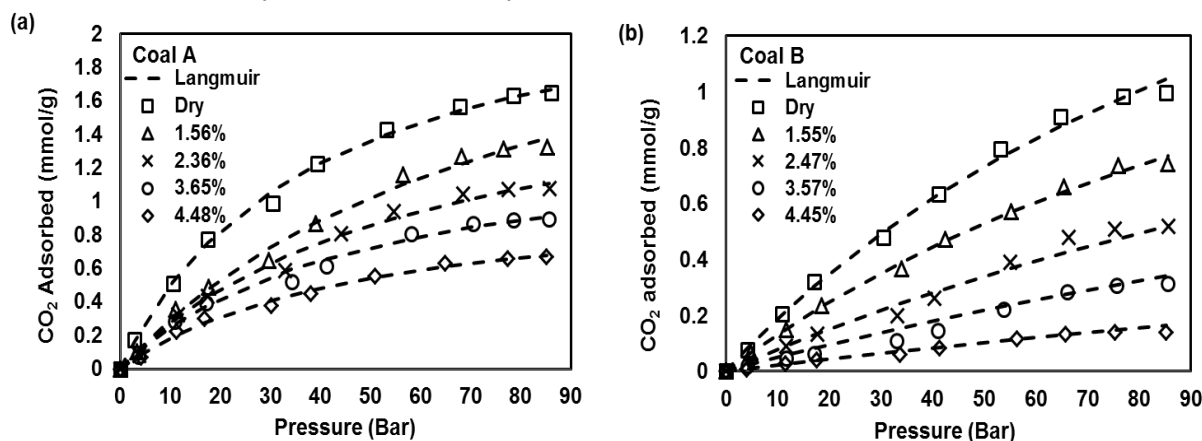 (a)
Coal A
Langmuir
Dry
1.56%
2.36%
3.65%
4.48%
2
1.8
1.6
1.4
1.2
1
0.8
0.6
0.4
0.2
0
CO2 Adsorbed (mmol/g)
0 10 20 30 40 50 60 70 80 90
Pressure (Bar)
(b)
Coal B
Langmuir
Dry
1.55%
2.47%
3.57%
4.45%
1.2
1
0.8
0.6
0.4
0.2
0
CO2 adsorbed (mmol/g)
0 10 20 30 40 50 60 70 80 90
Pressure (Bar)